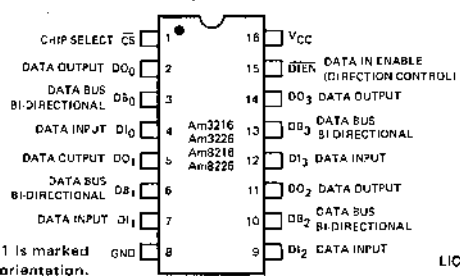 CHIP SELECT CS 1
DATA OUTPUT DO0 2
DATA BUS
BI-DIRECTIONAL DB0 3
DATA INPUT DI0 4
DATA OUTPUT DO1 5
DATA BUS
BI-DIRECTIONAL DB1 6
DATA INPUT DI1 7
GND 8
Am3216
Am3226
Am8216
Am8226
16 VCC
15 DIEN DATA IN ENABLE
(DIRECTION CONTROL)
14 DO3 DATA OUTPUT
13 DB3 DATA BUS
BI-DIRECTIONAL
12 DI3 DATA INPUT
11 DO2 DATA OUTPUT
10 DB2 DATA BUS
BI-DIRECTIONAL
9 DI2 DATA INPUT
1 is marked
orientation.
LIC